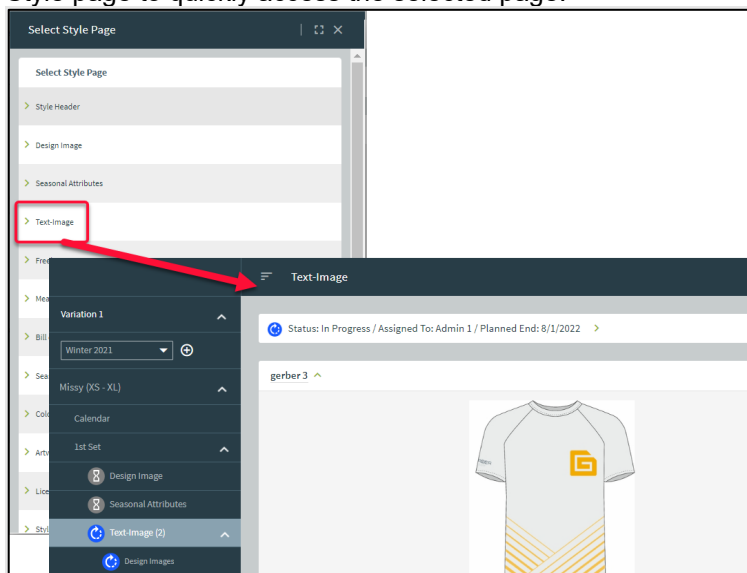 Style page to quickly access the selected page.
Select Style Page
Select Style Page
Style Header
Design Image
Seasonal Attributes
Text-Image
Text-Image
Variation 1
Status: In Progress / Assigned To: Admin 1 / Planned End: 8/1/2022
Winter 2021
gerber 3
Missy (XS - XL)
Calendar
1st Set
Design Image
Seasonal Attributes
Text-Image (2)
Design Images